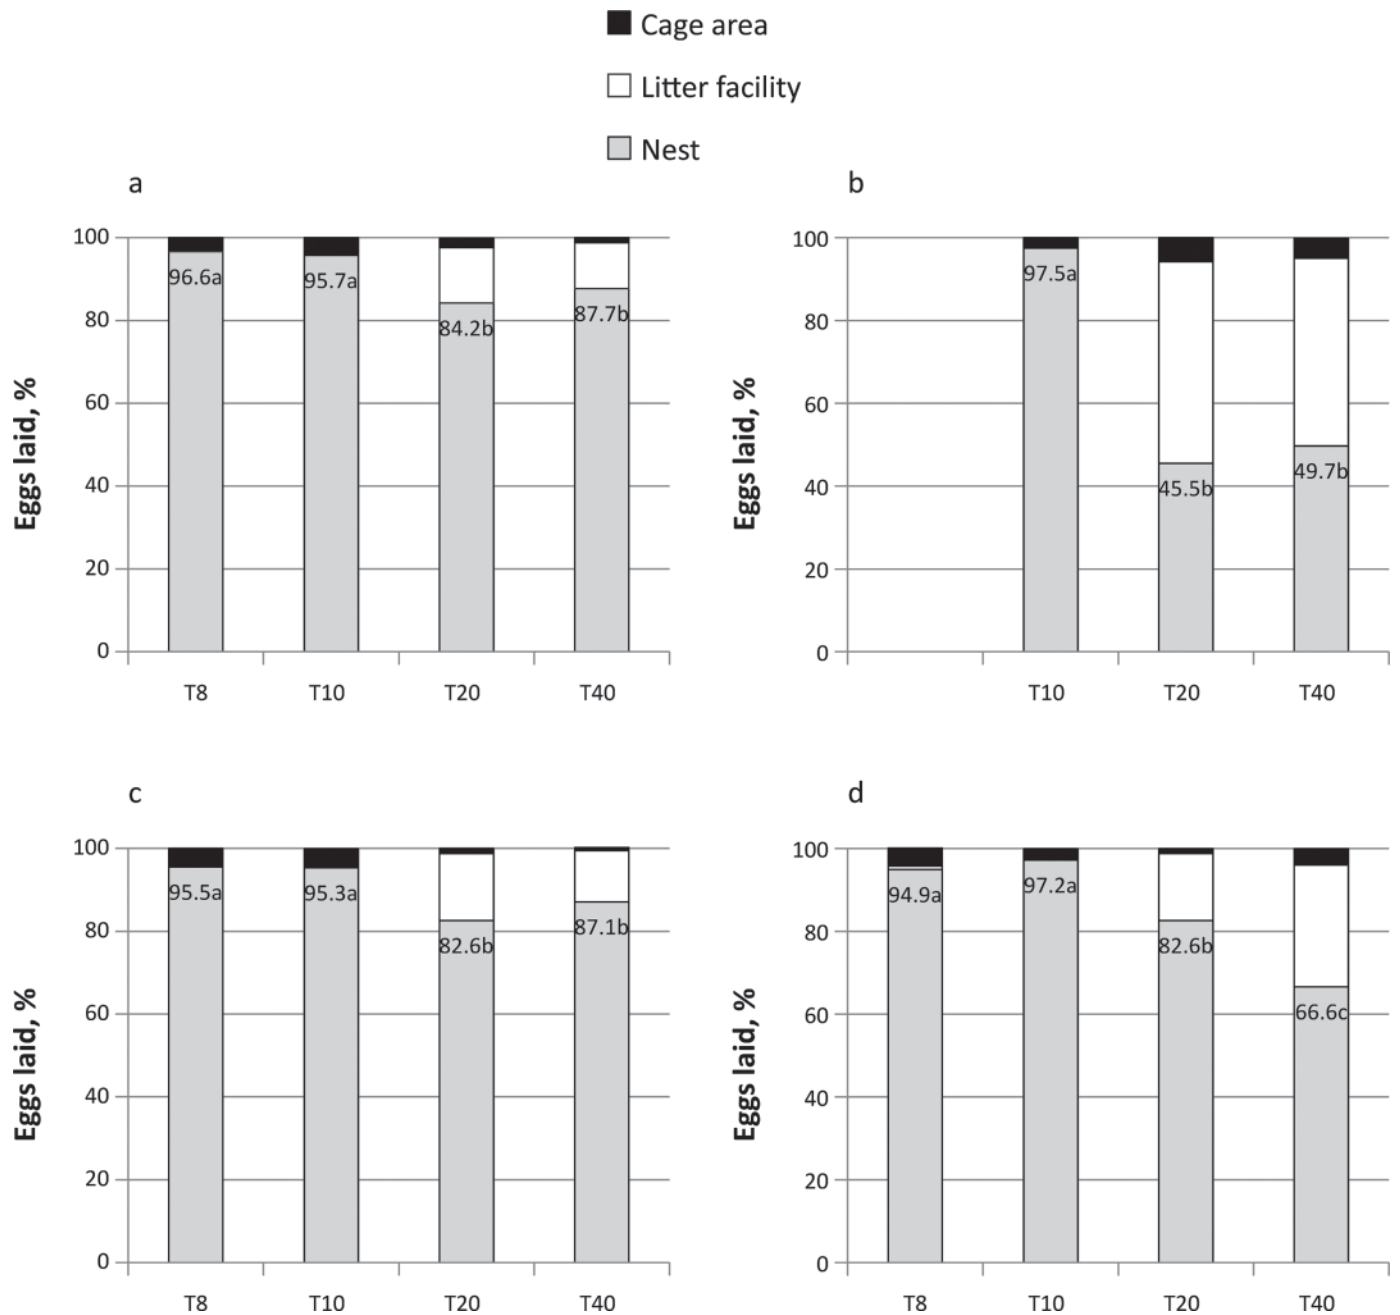 Cage area
Litter facility
Nest
a
b
100
80
60
40
20
0
Eggs laid, %
96.6a
95.7a
84.2b
87.7b
T8
T10
T20
T40
100
80
60
40
20
0
Eggs laid, %
97.5a
45.5b
49.7b
T10
T20
T40
c
d
100
80
60
40
20
0
Eggs laid, %
95.5a
95.3a
82.6b
87.1b
T8
T10
T20
T40
100
80
60
40
20
0
Eggs laid, %
94.9a
97.2a
82.6b
66.6c
T8
T10
T20
T40